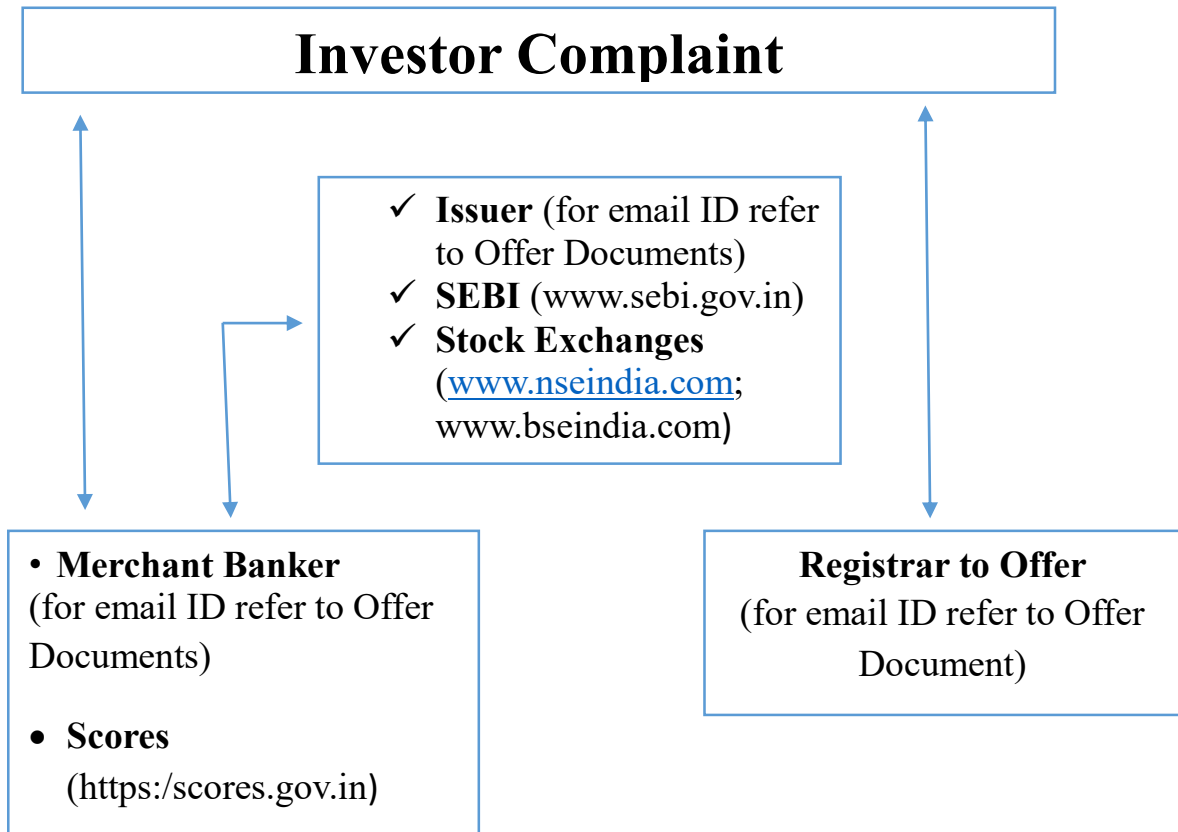 Investor Complaint
✓ Issuer (for email ID refer
to Offer Documents)
✓ SEBI (www.sebi.gov.in)
✓ Stock Exchanges
(www.nseindia.com;
www.bseindia.com)
• Merchant Banker
(for email ID refer to Offer
Documents)
• Scores
(https:/scores.gov.in)
Registrar to Offer
(for email ID refer to Offer
Document)